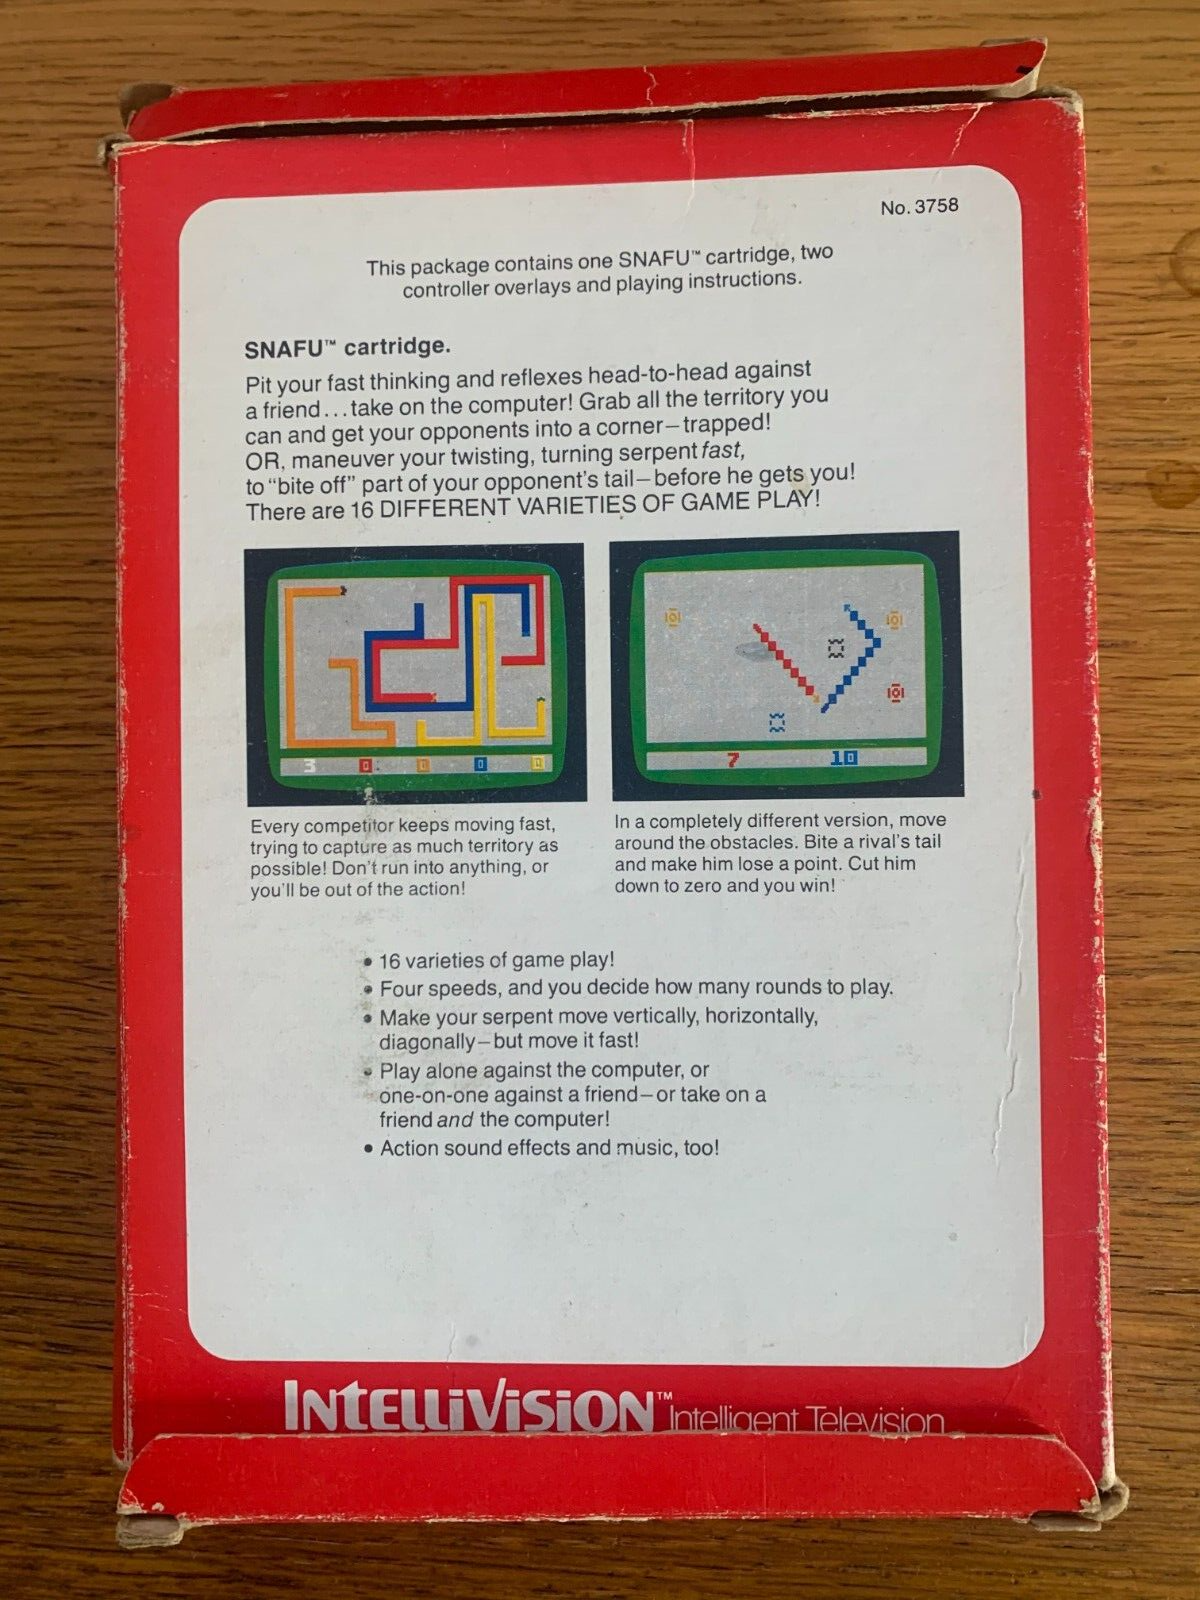 No. 3758
This package contains one SNAFU™ cartridge, two
controller overlays and playing instructions.
SNAFU™ cartridge.
Pit your fast thinking and reflexes head-to-head against
a friend...take on the computer! Grab all the territory you
can and get your opponents into a corner–trapped!
OR, maneuver your twisting, turning serpent fast,
to "bite off" part of your opponent's tail–before he gets you!
There are 16 DIFFERENT VARIETIES OF GAME PLAY!
3 0 0 0 0
7 10
Every competitor keeps moving fast,
trying to capture as much territory as
possible! Don't run into anything, or
you'll be out of the action!
In a completely different version, move
around the obstacles. Bite a rival's tail
and make him lose a point. Cut him
down to zero and you win!
• 16 varieties of game play!
• Four speeds, and you decide how many rounds to play.
• Make your serpent move vertically, horizontally,
diagonally–but move it fast!
• Play alone against the computer, or
one-on-one against a friend–or take on a
friend and the computer!
• Action sound effects and music, too!
INTELLIVISION™ Intelligent Television